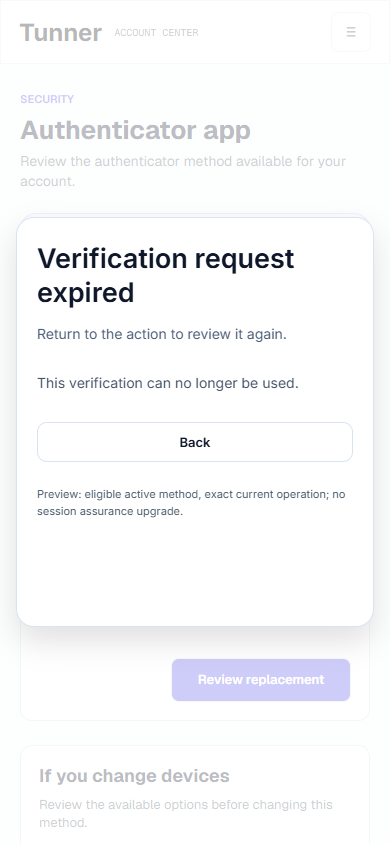 Tunner ACCOUNT CENTER
SECURITY
Authenticator app
Review the authenticator method available for your
account.
Verification request
expired
Return to the action to review it again.
This verification can no longer be used.
Back
Preview: eligible active method, exact current operation; no
session assurance upgrade.
Review replacement
If you change devices
Review the available options before changing this
method.